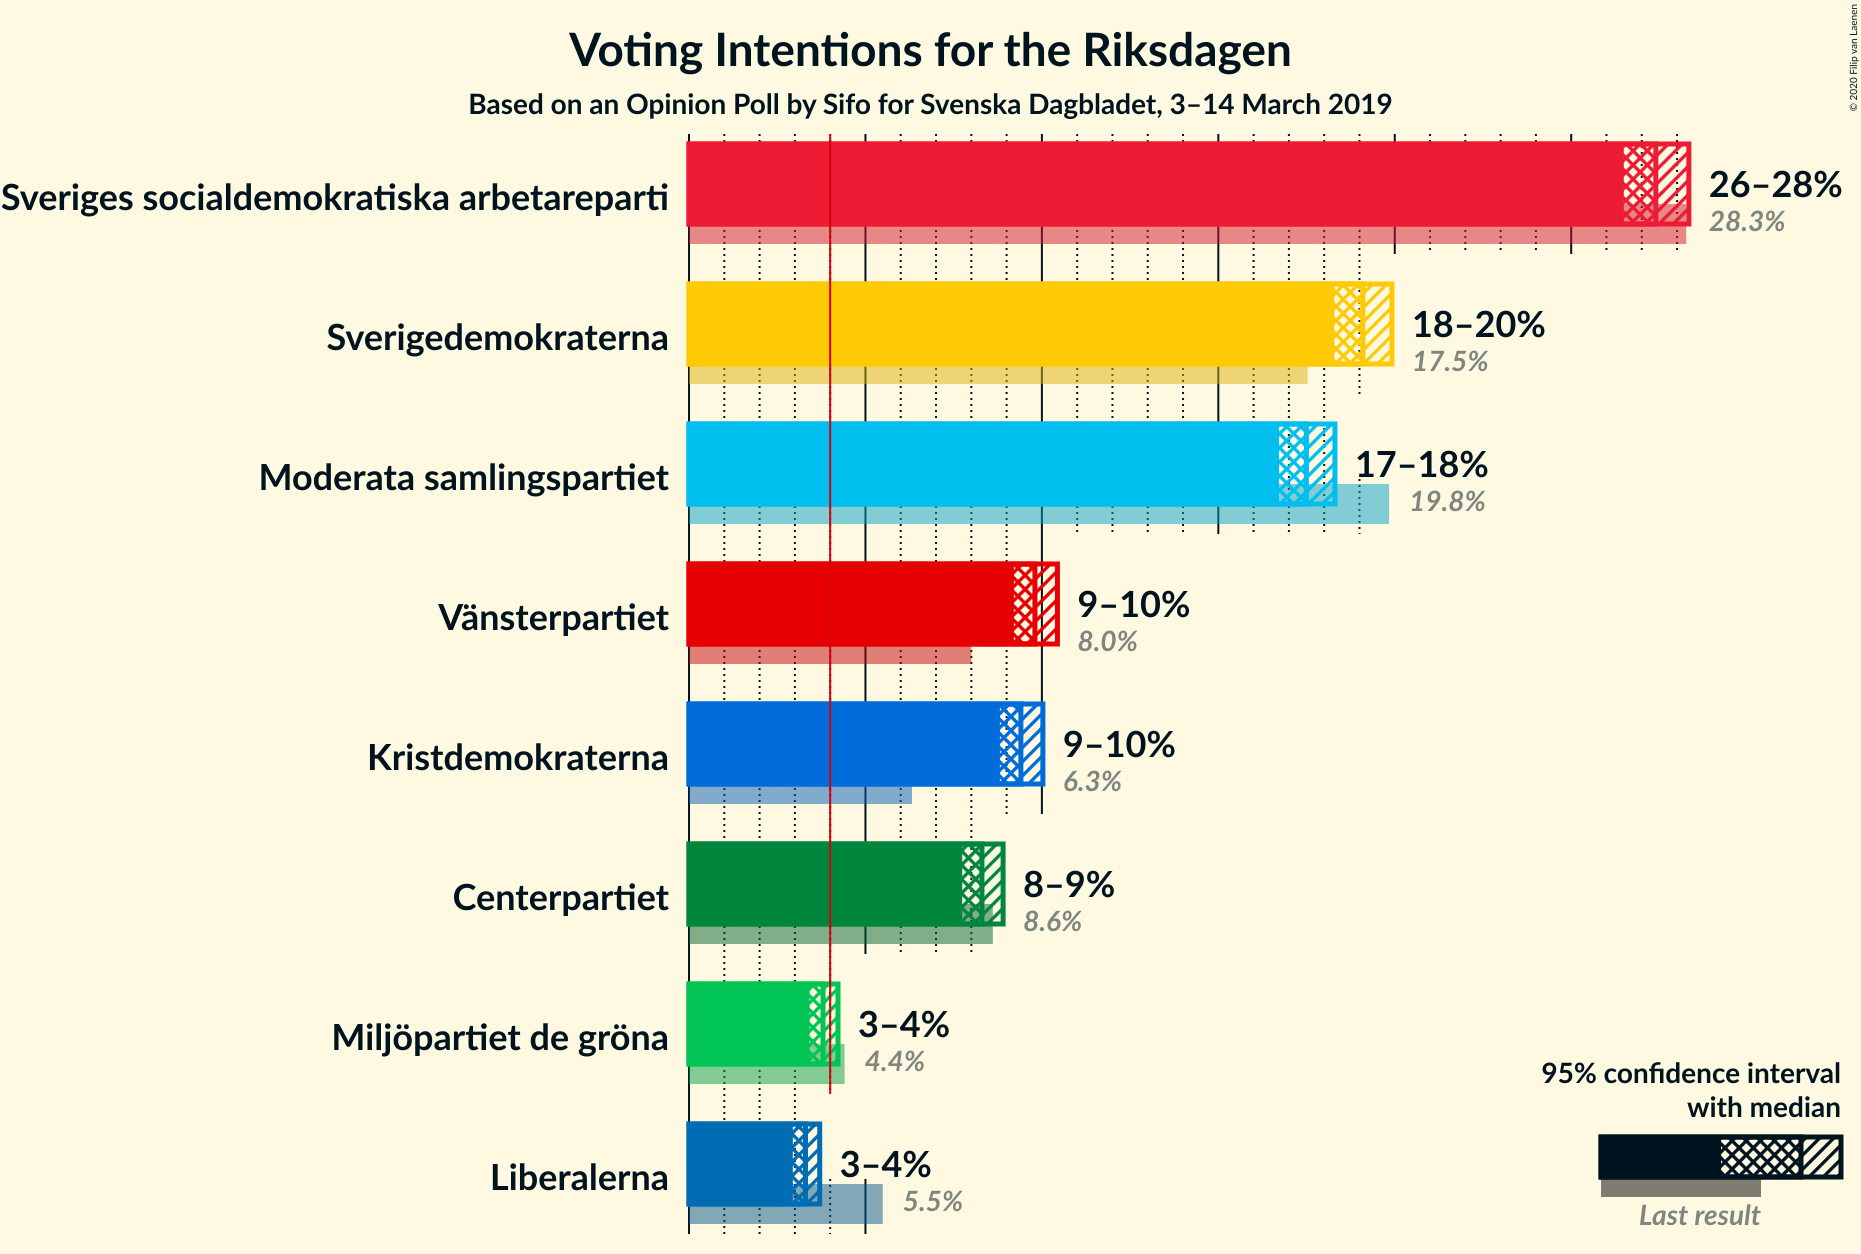 Voting Intentions for the Riksdagen
Based on an Opinion Poll by Sifo for Svenska Dagbladet, 3–14 March 2019
© 2020 Filip van Laenen
Sveriges socialdemokratiska arbetareparti
26–28%
28.3%
Sverigedemokraterna
18–20%
17.5%
Moderata samlingspartiet
17–18%
19.8%
Vänsterpartiet
9–10%
8.0%
Kristdemokraterna
9–10%
6.3%
Centerpartiet
8–9%
8.6%
Miljöpartiet de gröna
3–4%
4.4%
Liberalerna
3–4%
5.5%
95% confidence interval
with median
Last result